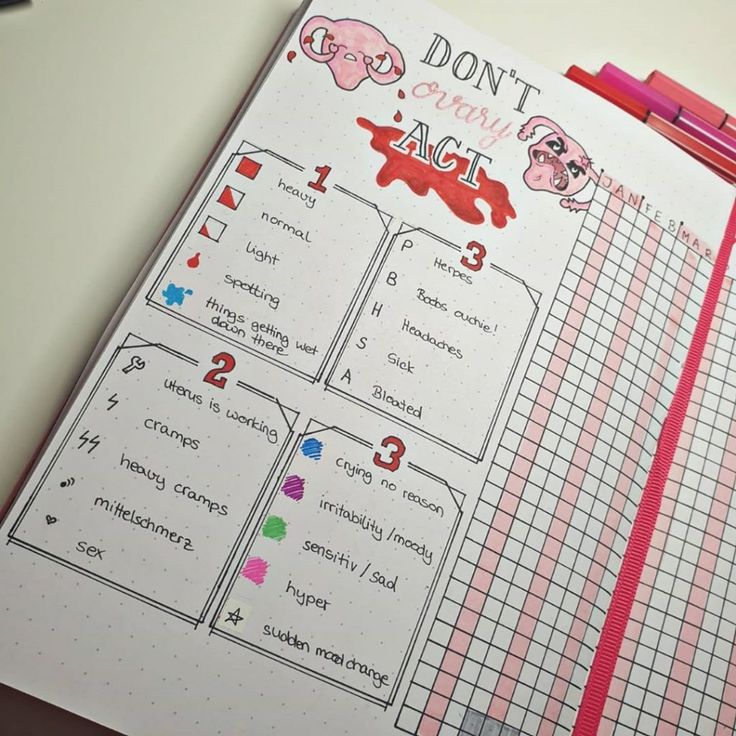 DON'T
ovary
ACT
JAN FEB MAR
1
heavy
normal
light
spotting
things getting wet
down there
3
P Herpes
B Boobs ouchie!
H Headaches
S Sick
A Bloated
2
uterus is working
cramps
heavy cramps
mittelschmerz
sex
3
crying no reason
irritability/moody
sensitiv/sad
hyper
sudden mood change